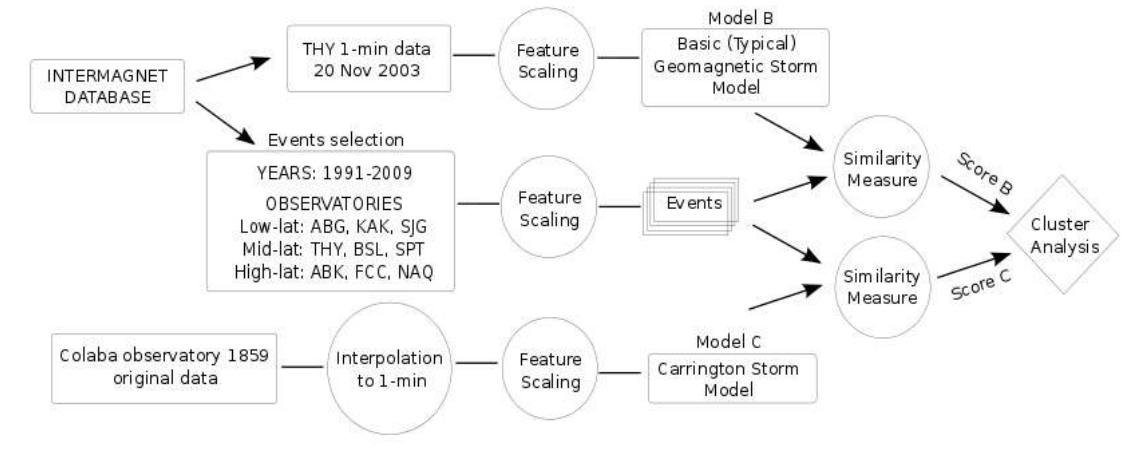 INTERMAGNET
DATABASE
THY 1-min data
20 Nov 2003
Feature
Scaling
Model B
Basic (Typical)
Geomagnetic Storm
Model
Events selection
YEARS: 1991-2009
OBSERVATORIES
Low-lat: ABG, KAK, SJG
Mid-lat: THY, BSL, SPT
High-lat: ABK, FCC, NAQ
Feature
Scaling
Events
Similarity
Measure
Score B
Cluster
Analysis
Similarity
Measure
Score C
Colaba observatory 1859
original data
Interpolation
to 1-min
Feature
Scaling
Model C
Carrington Storm
Model